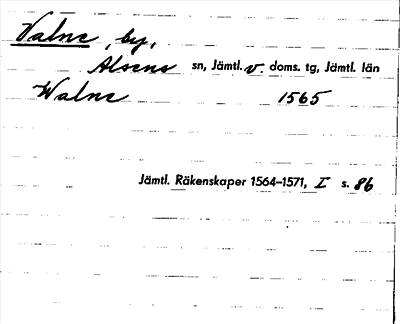 Valne, by,
Alsens sn, Jämtl. v. doms. tg, Jämtl. län
Walne 1565
Jämtl. Räkenskaper 1564–1571, I s. 86